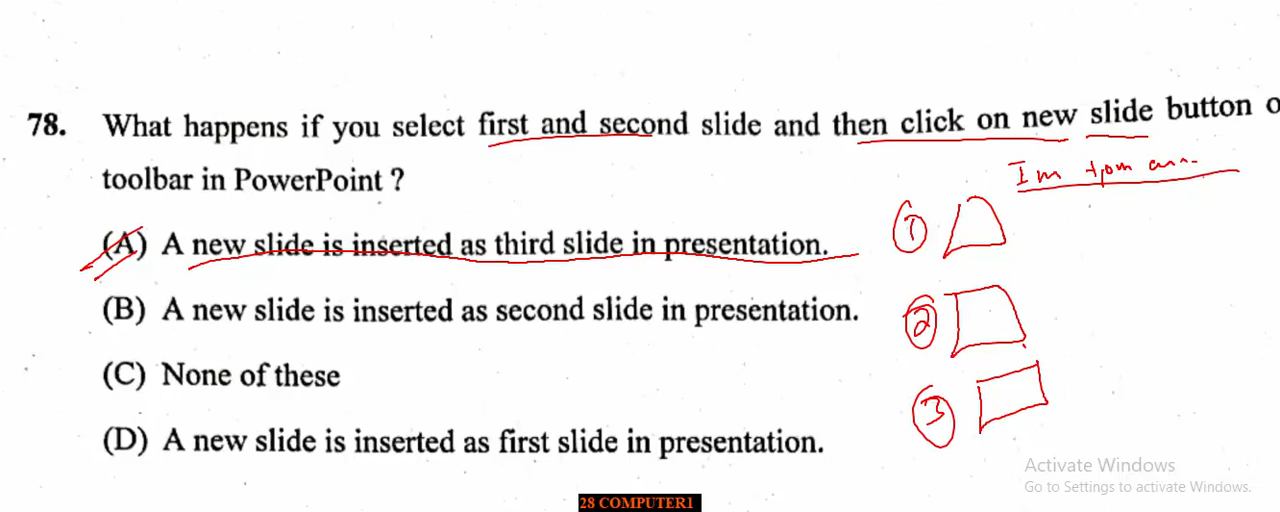 78. What happens if you select first and second slide and then click on new slide button o
toolbar in PowerPoint ?
Im
(A) A new slide is inserted as third slide in presentation.
1
(B) A new slide is inserted as second slide in presentation.
2
(C) None of these
3
(D) A new slide is inserted as first slide in presentation.
Activate Windows
Go to Settings to activate Windows.
28 COMPUTER1